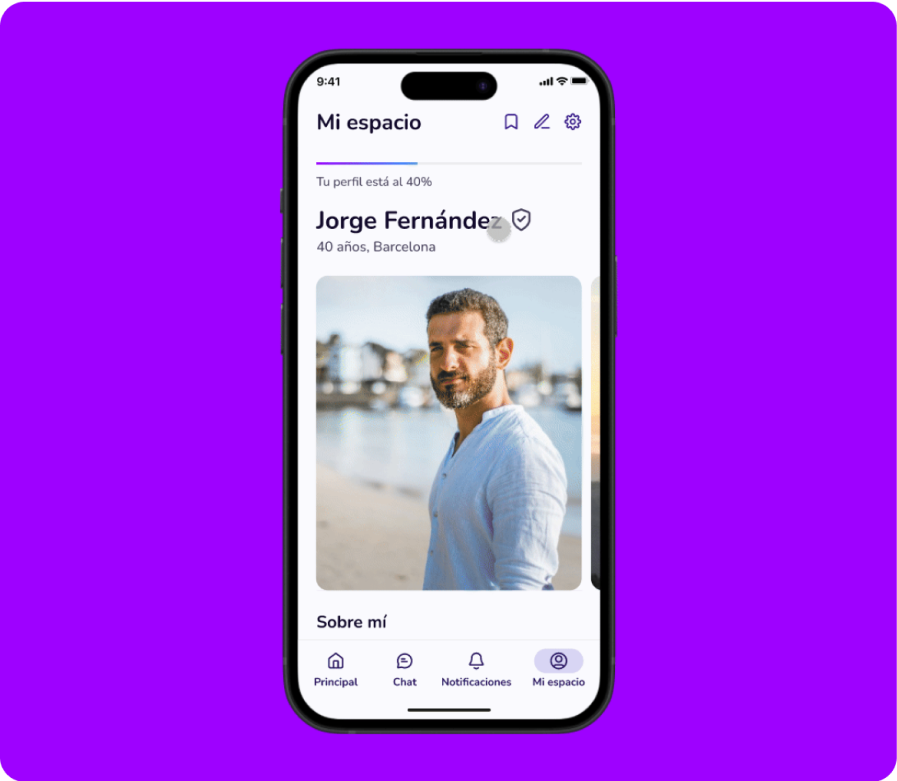 9:41
Mi espacio
Tu perfil está al 40%
Jorge Fernández
40 años, Barcelona
Sobre mí
Principal
Chat
Notificaciones
Mi espacio